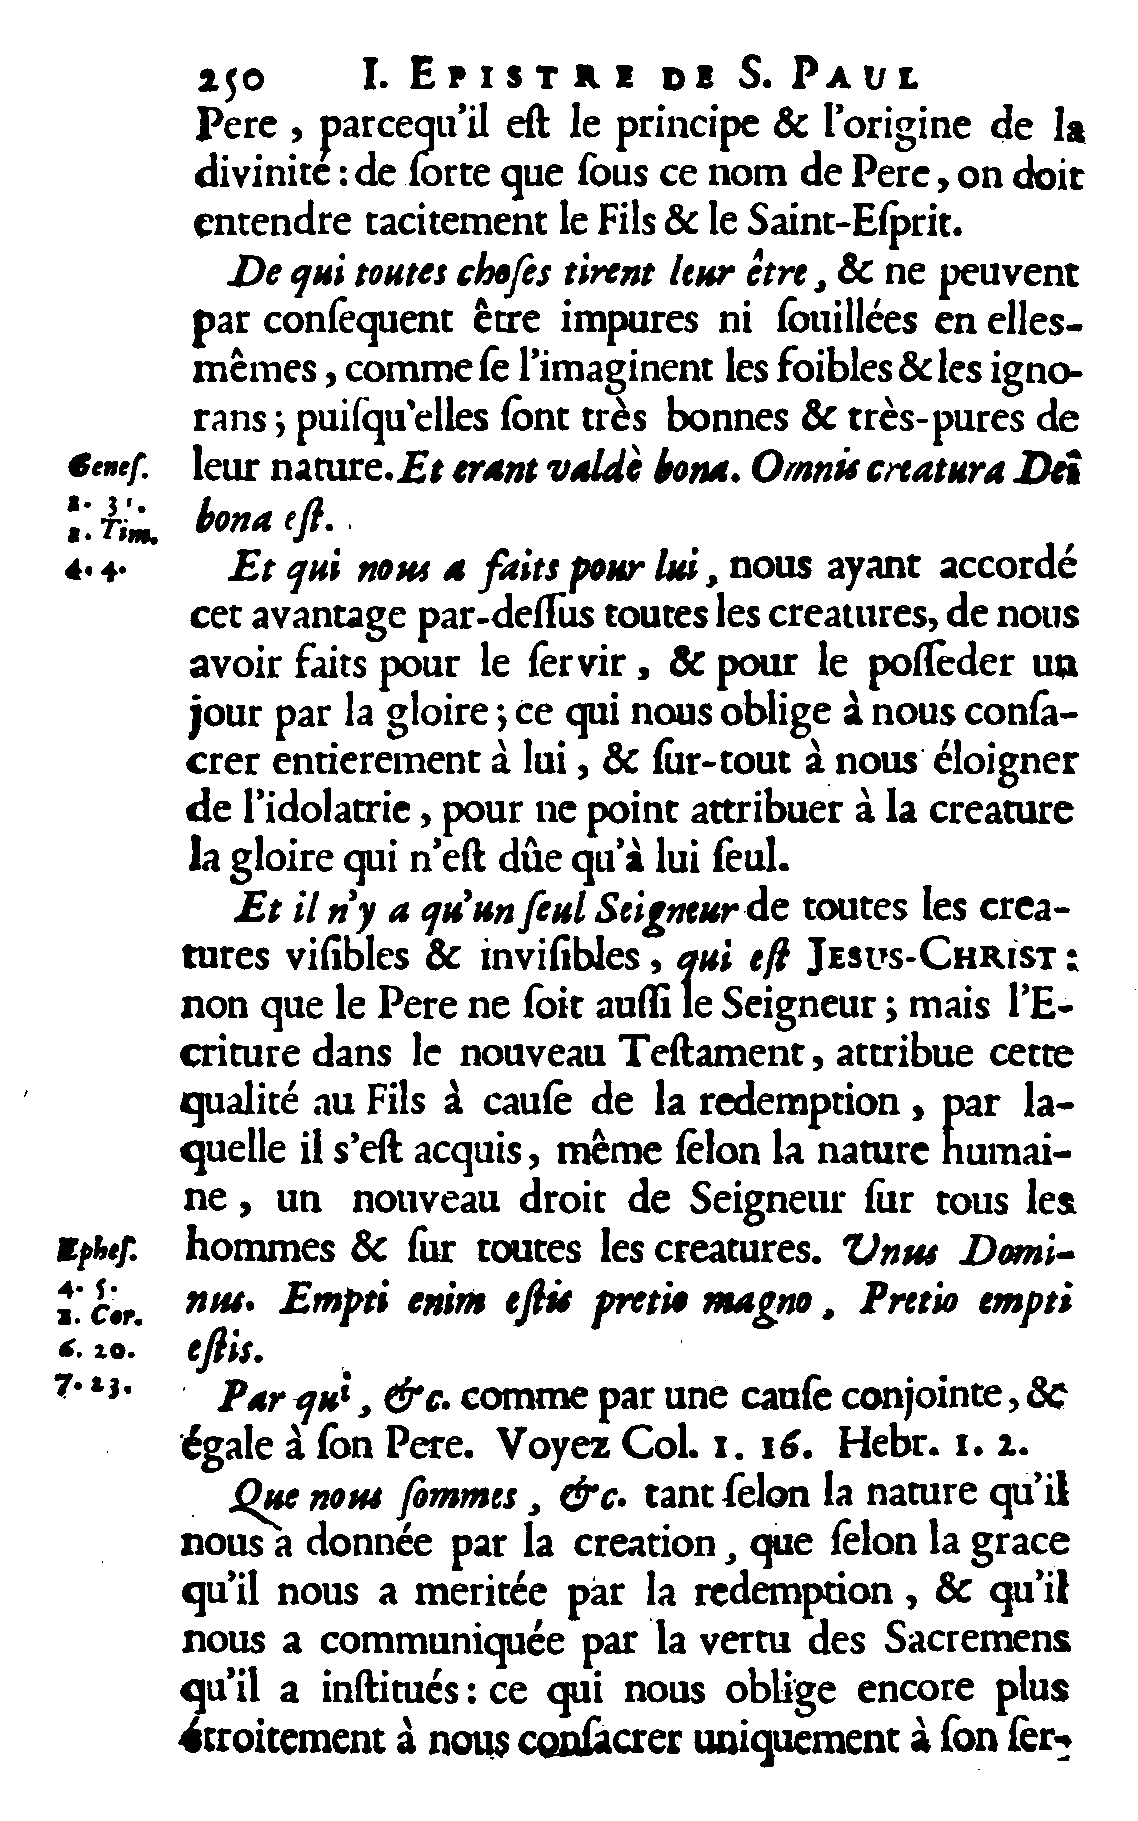 250 I. EPISTRE DE S. PAUL
Pere , parcequ'il eſt le principe & l'origine de la
divinité : de ſorte que ſous ce nom de Pere , on doit
entendre tacitement le Fils & le Saint-Eſprit.
De qui toutes choſes tirent leur être , & ne peuvent
par conſequent être impures ni ſouillées en elles-
mêmes , comme ſe l'imaginent les foibles & les igno-
rans ; puiſqu'elles ſont très bonnes & très-pures de
Geneſ. leur nature. Et erant valdè bona. Omnis creatura Dei
1. 31.
bona eſt.
1. Tim.
4. 4. Et qui nous a faits pour lui , nous ayant accordé
cet avantage par-deſſus toutes les creatures, de nous
avoir faits pour le ſervir , & pour le poſſeder un
jour par la gloire ; ce qui nous oblige à nous conſa-
crer entierement à lui , & ſur-tout à nous éloigner
de l'idolatrie , pour ne point attribuer à la creature
la gloire qui n'eſt dûe qu'à lui ſeul.
Et il n'y a qu'un ſeul Seigneur de toutes les crea-
tures viſibles & inviſibles , qui eſt JESUS-CHRIST :
non que le Pere ne ſoit auſſi le Seigneur ; mais l'E-
criture dans le nouveau Teſtament , attribue cette
qualité au Fils à cauſe de la redemption , par la-
quelle il s'eſt acquis , même ſelon la nature humai-
ne , un nouveau droit de Seigneur ſur tous les
Epheſ. hommes & ſur toutes les creatures. Unus Domi-
4. 5.
nus. Empti enim eſtis pretio magno , Pretio empti
1. Cor.
6. 20. eſtis.
7. 23. Par qui , &c. comme par une cauſe conjointe , &
égale à ſon Pere. Voyez Col. 1. 16. Hebr. 1. 2.
Que nous ſommes , &c. tant ſelon la nature qu'il
nous a donnée par la creation , que ſelon la grace
qu'il nous a meritée par la redemption , & qu'il
nous a communiquée par la vertu des Sacremens
qu'il a inſtitués : ce qui nous oblige encore plus
étroitement à nous conſacrer uniquement à ſon ſer-